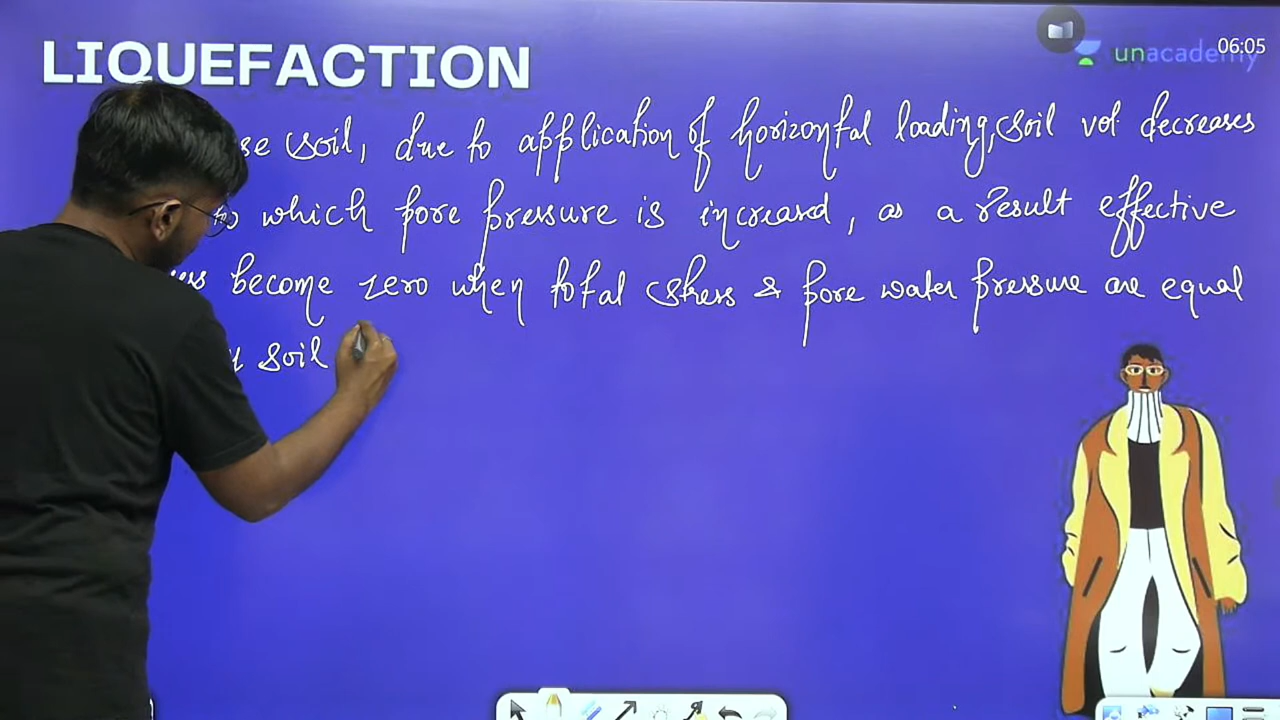 LIQUEFACTION
unacademy
06:05
soil, due to application of horizontal loading, soil vol. decreases
which pore pressure is increased, as a result effective
become zero when total stress & pore water pressure are equal
soil